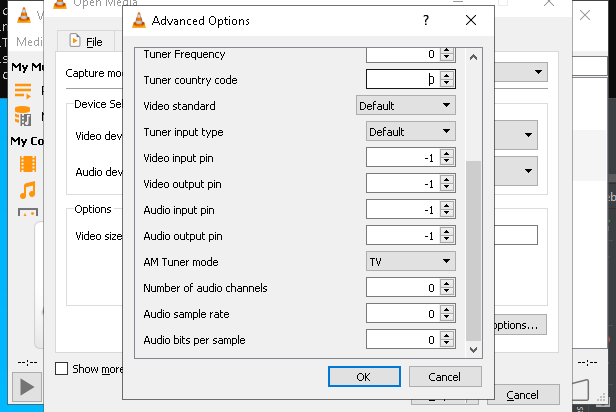 Open Media
Advanced Options
?
Medi
File
My M
Capture mo
Device Sel
Video dev
Audio dev
My Co
Options
Video size
Tuner Frequency 0
Tuner country code 0
Video standard Default
Tuner input type Default
Video input pin -1
Video output pin -1
Audio input pin -1
Audio output pin -1
AM Tuner mode TV
Number of audio channels 0
Audio sample rate 0
Audio bits per sample 0
options...
Show more
OK
Cancel
Cancel
--:--
--:--